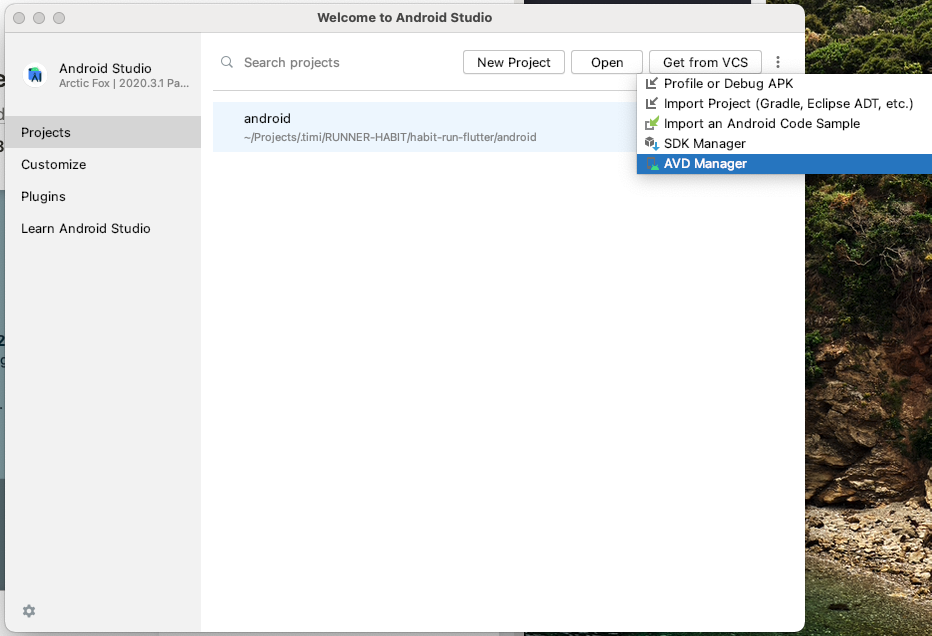 Welcome to Android Studio
Android Studio
Arctic Fox | 2020.3.1 Pa...
Projects
Customize
Plugins
Learn Android Studio
Search projects
New Project
Open
Get from VCS
android
~/Projects/.timi/RUNNER-HABIT/habit-run-flutter/android
Profile or Debug APK
Import Project (Gradle, Eclipse ADT, etc.)
Import an Android Code Sample
SDK Manager
AVD Manager